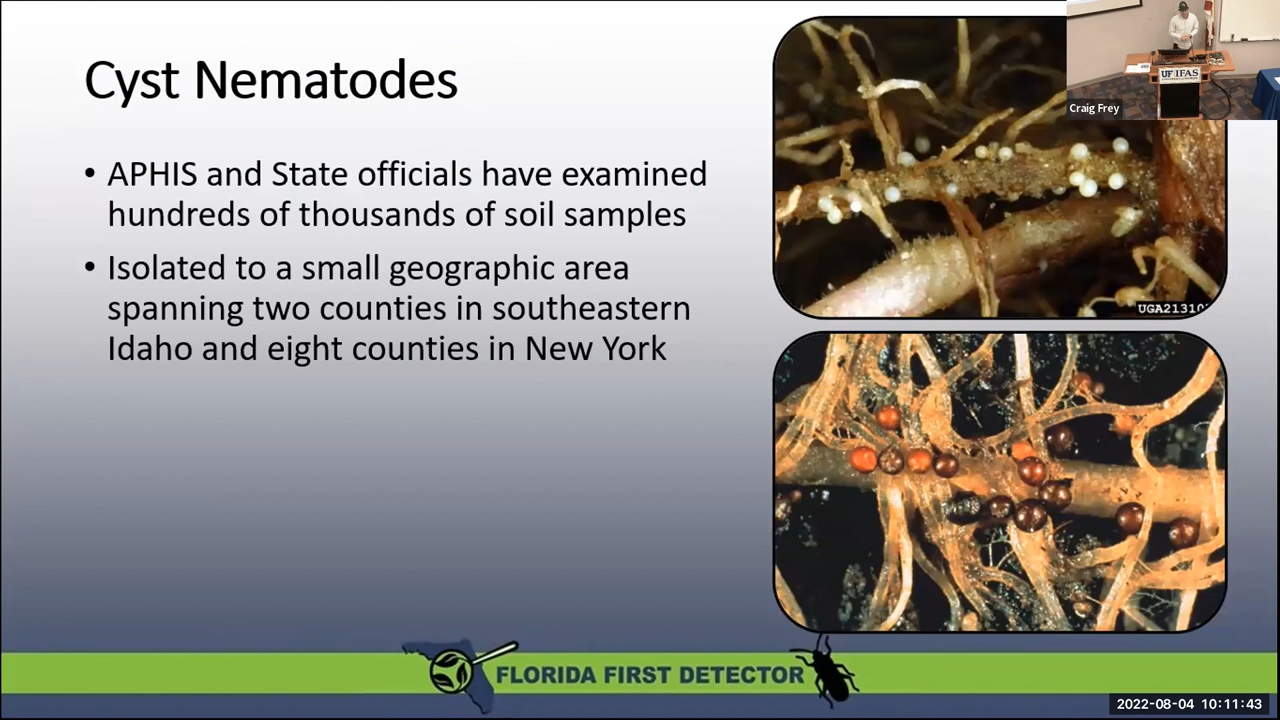 Cyst Nematodes
• APHIS and State officials have examined
hundreds of thousands of soil samples
• Isolated to a small geographic area
spanning two counties in southeastern
Idaho and eight counties in New York
UF IFAS
Craig Frey
FLORIDA FIRST DETECTOR
2022-08-04 10:11:43